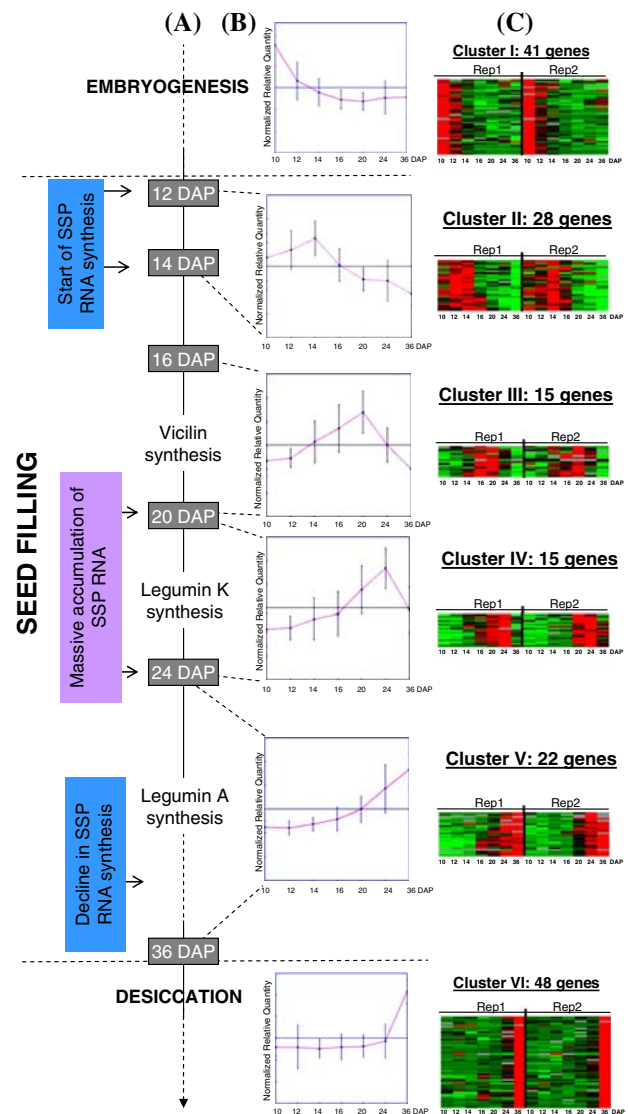 (A)
(B)
(C)
EMBRYOGENESIS
12 DAP
Start of SSP
RNA synthesis
14 DAP
16 DAP
Vicilin
synthesis
SEED FILLING
Massive accumulation of
SSP RNA
20 DAP
Legumin K
synthesis
24 DAP
Legumin A
synthesis
Decline in SSP
RNA synthesis
36 DAP
DESICCATION
Normalized Relative Quantity
10 12 14 16 20 24 36 DAP
Cluster I: 41 genes
Rep1 Rep2
10 12 14 16 20 24 36 10 12 14 16 20 24 36 DAP
Normalized Relative Quantity
10 12 14 16 20 24 36 DAP
Cluster II: 28 genes
Rep1 Rep2
10 12 14 16 20 24 36 10 12 14 16 20 24 36 DAP
Normalized Relative Quantity
10 12 14 16 20 24 36 DAP
Cluster III: 15 genes
Rep1 Rep2
10 12 14 16 20 24 36 10 12 14 16 20 24 36 DAP
Normalized Relative Quantity
10 12 14 16 20 24 36 DAP
Cluster IV: 15 genes
Rep1 Rep2
10 12 14 16 20 24 36 10 12 14 16 20 24 36 DAP
Normalized Relative Quantity
10 12 14 16 20 24 36 DAP
Cluster V: 22 genes
Rep1 Rep2
10 12 14 16 20 24 36 10 12 14 16 20 24 36 DAP
Normalized Relative Quantity
10 12 14 16 20 24 36 DAP
Cluster VI: 48 genes
Rep1 Rep2
10 12 14 16 20 24 36 10 12 14 16 20 24 36 DAP